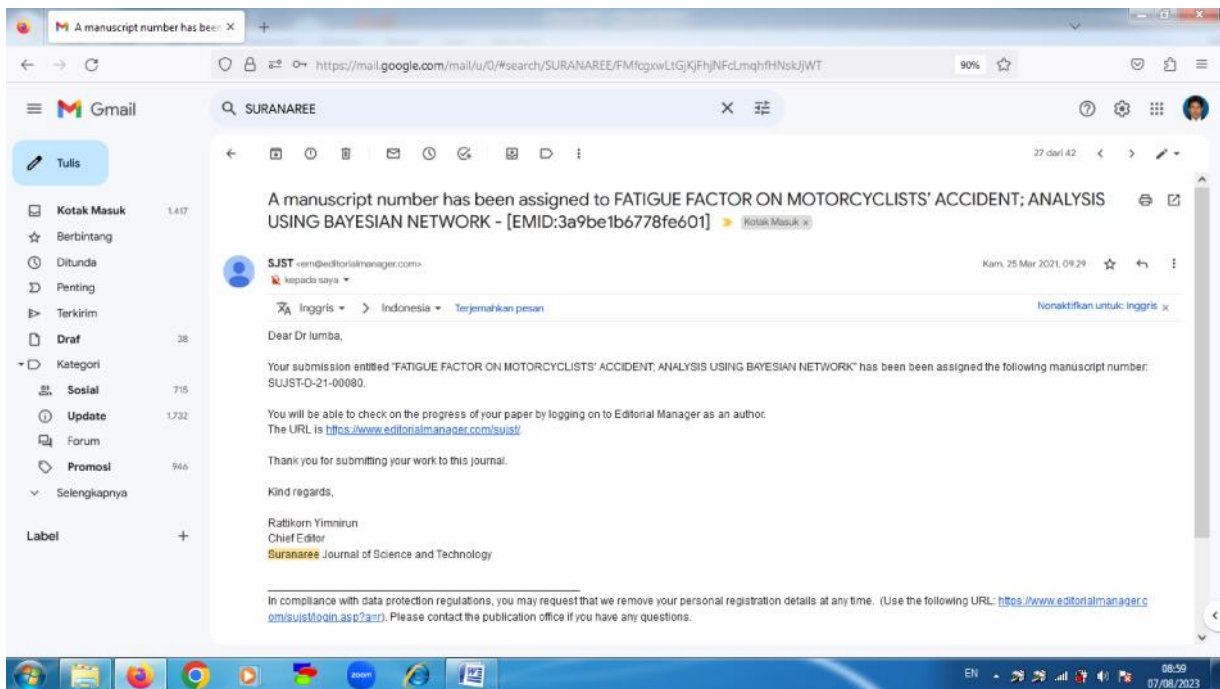 A manuscript number has been
https://mail.google.com/mail/u/0/#search/SURANAREE/FMfcgxwLtGjKjFhjNFcLmqhfHNskJjWT
90%
Gmail
SURANAREE
Tulis
27 dari 42
Kotak Masuk 1.417
Berbintang
Ditunda
Penting
Terkirim
Draf 38
Kategori
Sosial 715
Update 1.732
Forum
Promosi 946
Selengkapnya
Label
A manuscript number has been assigned to FATIGUE FACTOR ON MOTORCYCLISTS' ACCIDENT; ANALYSIS
USING BAYESIAN NETWORK - [EMID:3a9be1b6778fe601] Kotak Masuk x
SJST <em@editorialmanager.com> Kam, 25 Mar 2021, 09.29
kepada saya
Inggris > Indonesia Terjemahkan pesan Nonaktifkan untuk: Inggris x
Dear Dr lumba,
Your submission entitled "FATIGUE FACTOR ON MOTORCYCLISTS' ACCIDENT; ANALYSIS USING BAYESIAN NETWORK" has been been assigned the following manuscript number:
SUJST-D-21-00080.
You will be able to check on the progress of your paper by logging on to Editorial Manager as an author.
The URL is https://www.editorialmanager.com/sujst/.
Thank you for submitting your work to this journal.
Kind regards,
Rattikorn Yimnirun
Chief Editor
Suranaree Journal of Science and Technology
In compliance with data protection regulations, you may request that we remove your personal registration details at any time. (Use the following URL: https://www.editorialmanager.c
om/sujst/login.asp?a=r). Please contact the publication office if you have any questions.
zoom
EN
08:59
07/08/2023